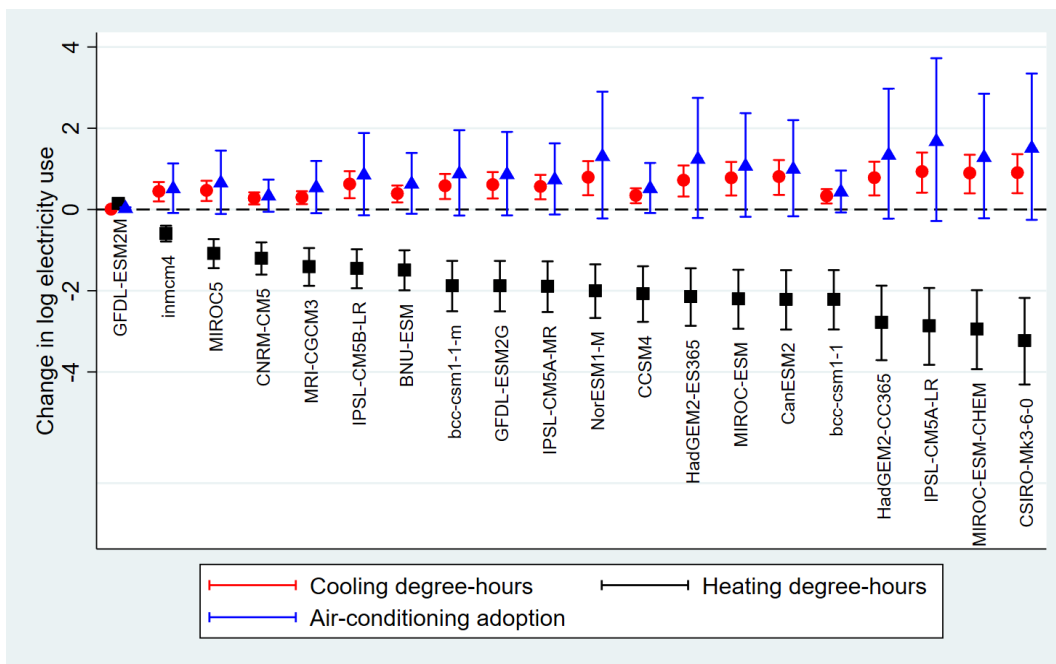 Change in log electricity use
4
2
0
-2
-4
GFDL-ESM2M
inmcm4
MIROC5
CNRM-CM5
MRI-CGCM3
IPSL-CM5B-LR
BNU-ESM
bcc-csm1-1-m
GFDL-ESM2G
IPSL-CM5A-MR
NorESM1-M
CCSM4
HadGEM2-ES365
MIROC-ESM
CanESM2
bcc-csm1-1
HadGEM2-CC365
IPSL-CM5A-LR
MIROC-ESM-CHEM
CSIRO-Mk3-6-0
Cooling degree-hours
Heating degree-hours
Air-conditioning adoption